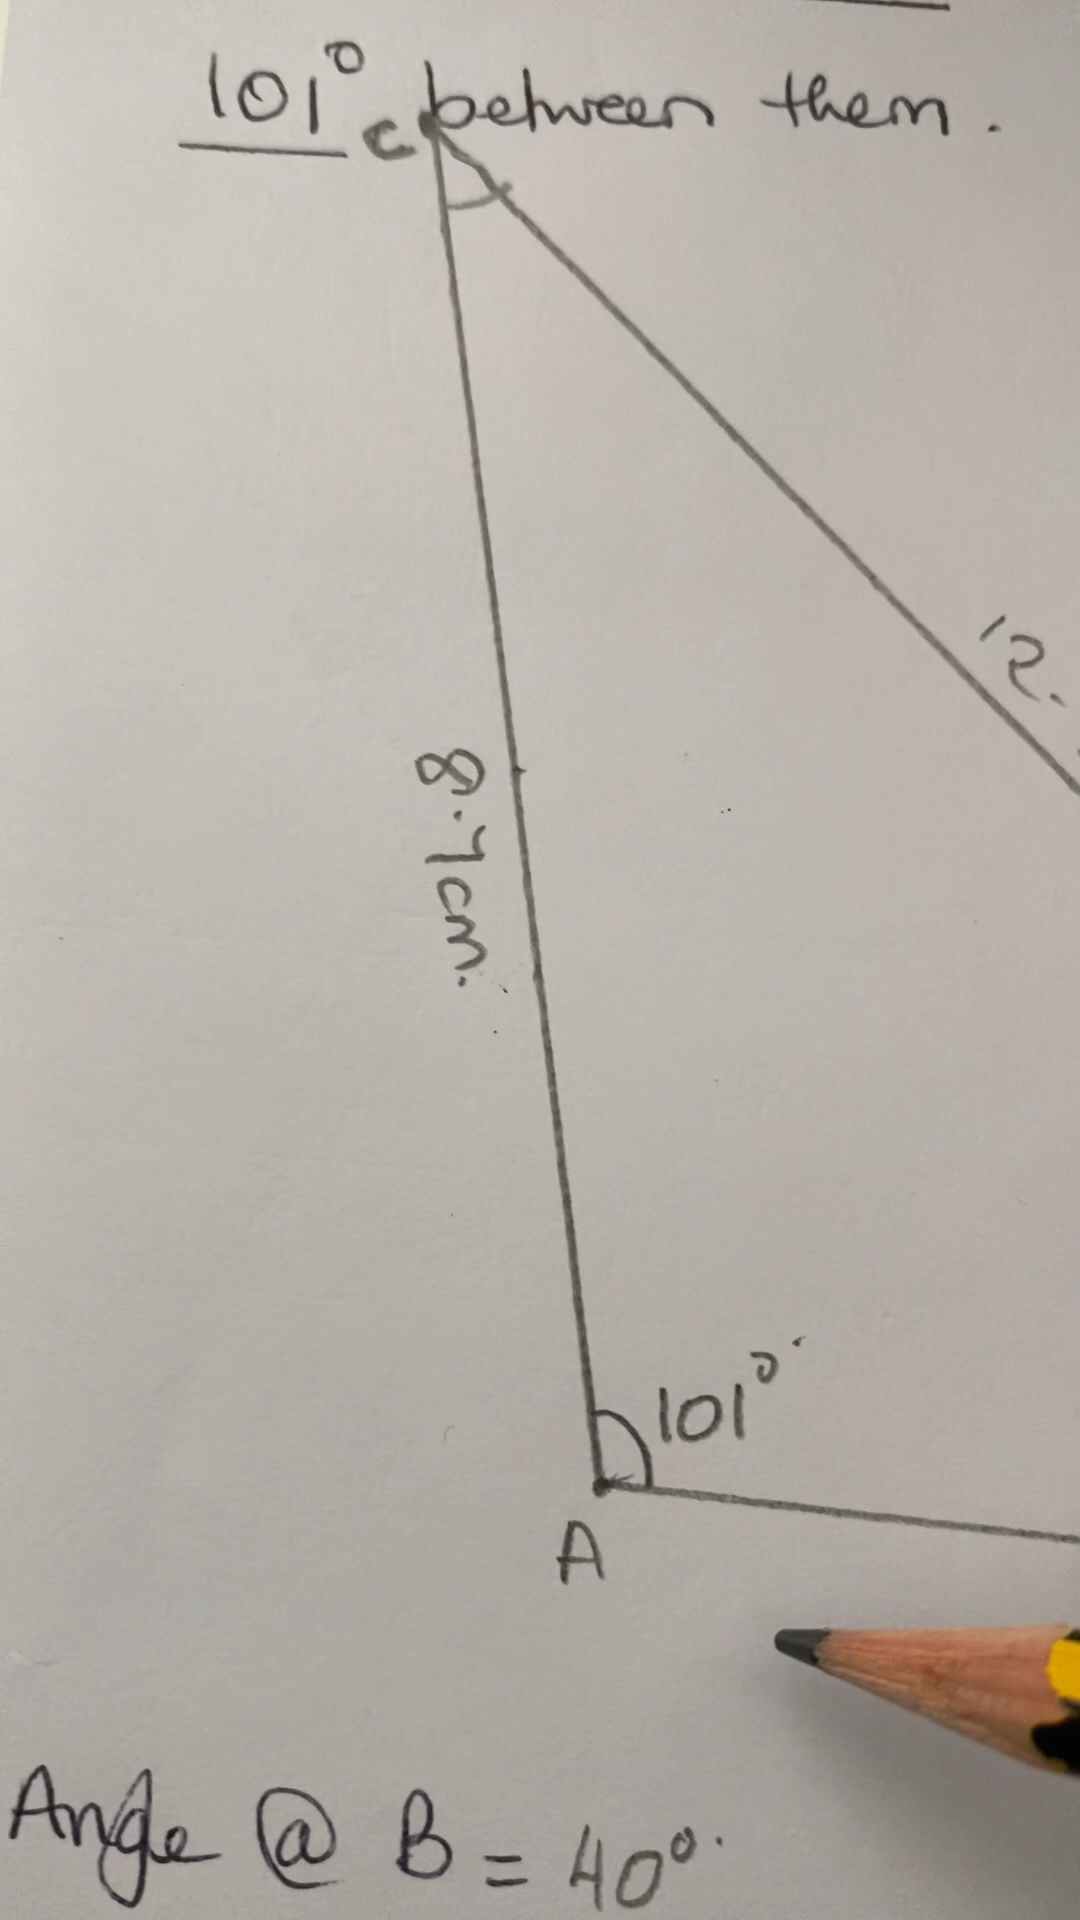 101° between them.
C
12.
8.7cm.
101°
A
Angle @ B = 40°.